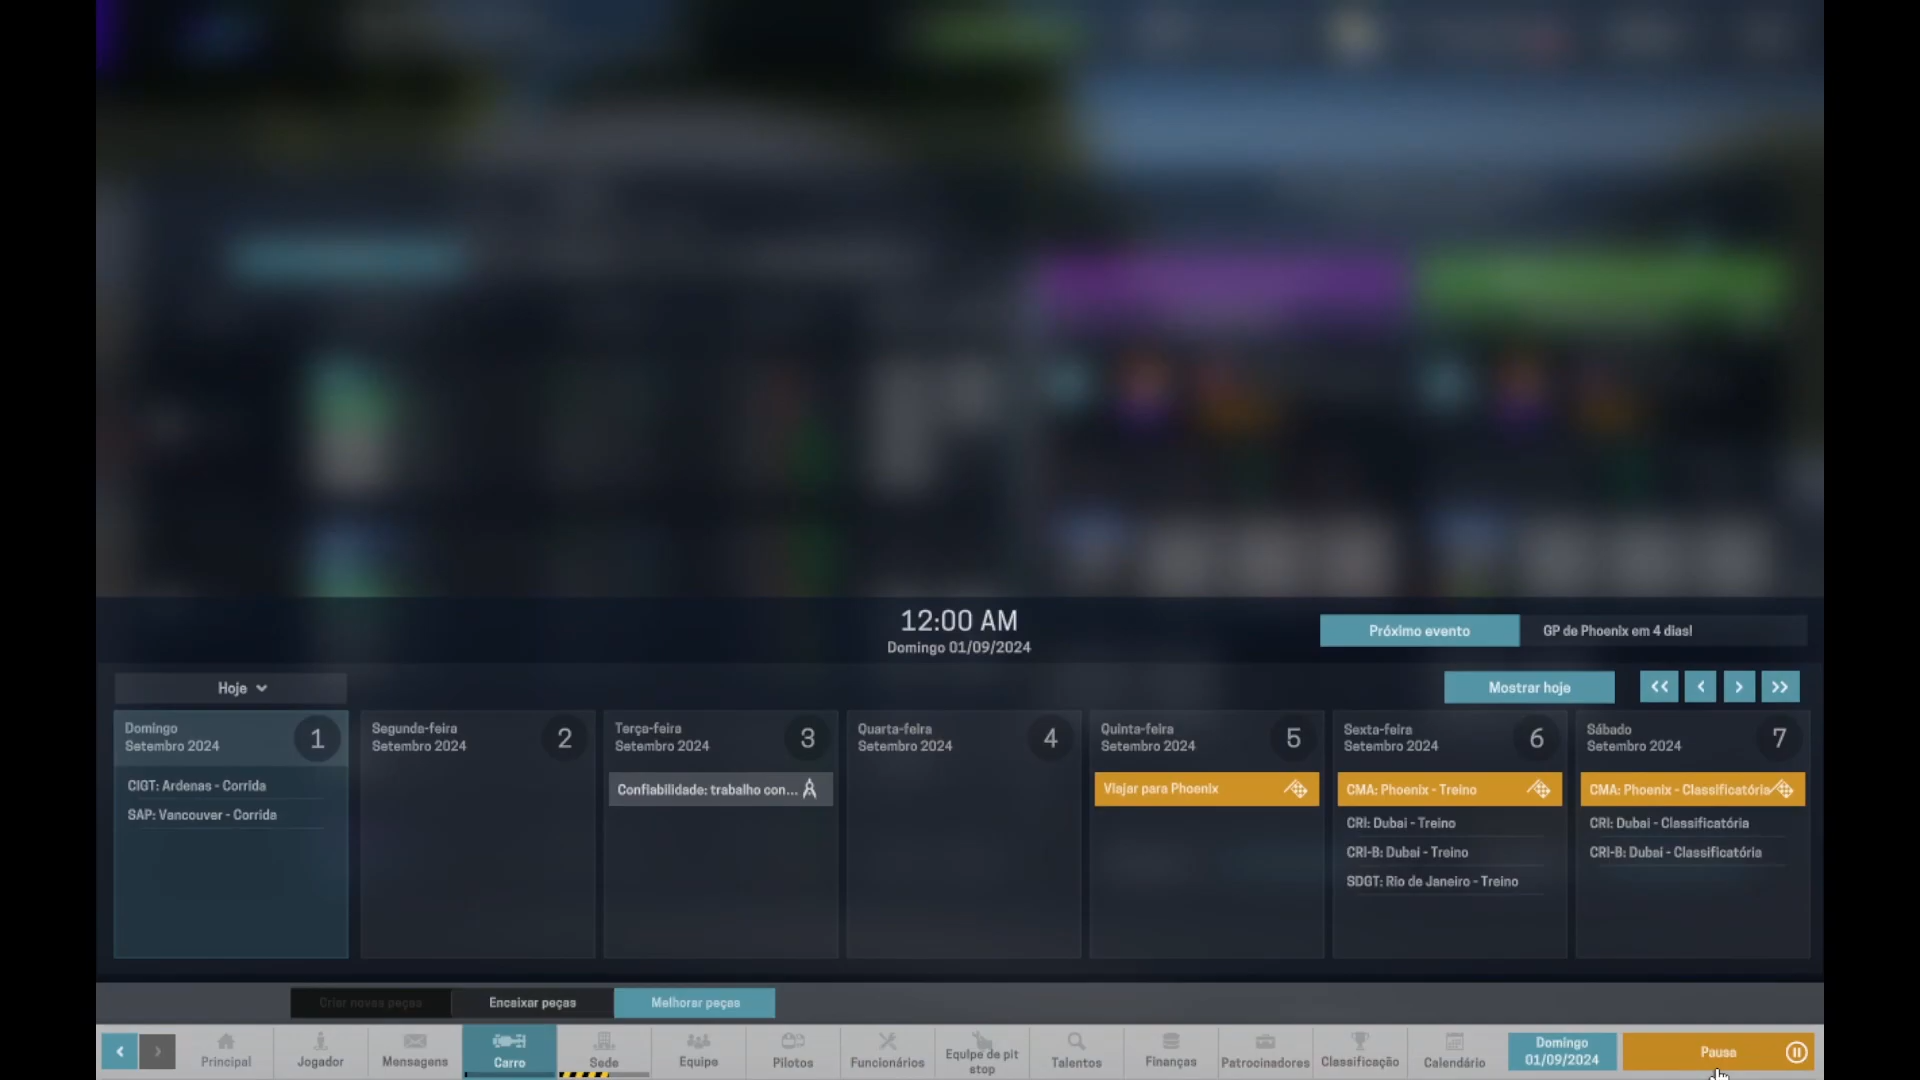 12:00 AM
Domingo 01/09/2024
Próximo evento
GP de Phoenix em 4 dias!
Hoje
Mostrar hoje
<<
<
>
>>
Domingo
Setembro 2024
1
CIGT: Ardenas - Corrida
SAP: Vancouver - Corrida
Segunda-feira
Setembro 2024
2
Terça-feira
Setembro 2024
3
Confiabilidade: trabalho con...
Quarta-feira
Setembro 2024
4
Quinta-feira
Setembro 2024
5
Viajar para Phoenix
Sexta-feira
Setembro 2024
6
CMA: Phoenix - Treino
CRI: Dubai - Treino
CRI-B: Dubai - Treino
SDGT: Rio de Janeiro - Treino
Sábado
Setembro 2024
7
CMA: Phoenix - Classificatória
CRI: Dubai - Classificatória
CRI-B: Dubai - Classificatória
Criar novas peças
Encaixar peças
Melhorar peças
<
>
Principal
Jogador
Mensagens
Carro
Sede
Equipe
Pilotos
Funcionários
Equipe de pit
stop
Talentos
Finanças
Patrocinadores
Classificação
Calendário
Domingo
01/09/2024
Pausa